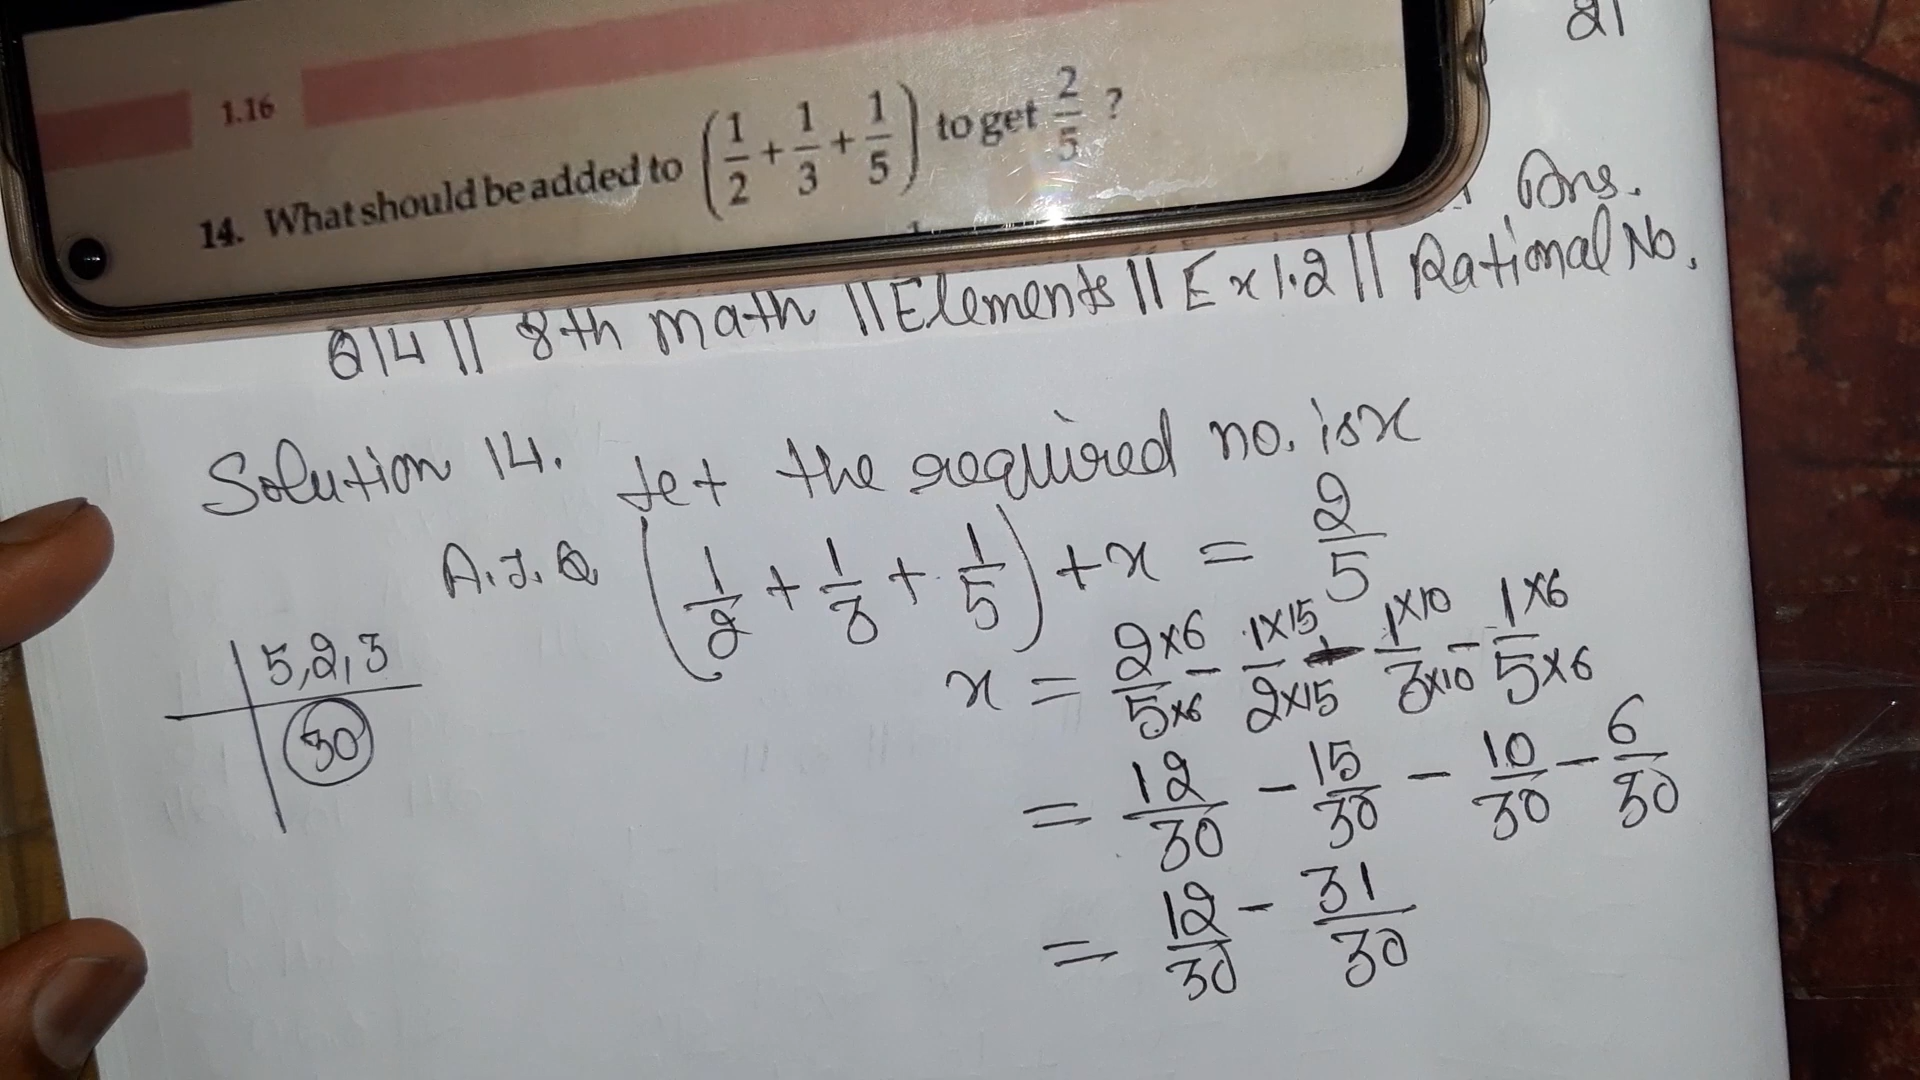 21
1.16
14. What should be added to (1/2 + 1/3 + 1/5) to get 2/5 ?
Ans.
Q14 || 8th math || Elements || Ex 1.2 || Rational No.
Solution 14. Let the required no. is x
A.T.Q (1/2 + 1/3 + 1/5) + x = 2/5
5,2,3
30
x = 2×6/5×6 - 1×15/2×15 - 1×10/3×10 - 1×6/5×6
= 12/30 - 15/30 - 10/30 - 6/30
= 12/30 - 31/30